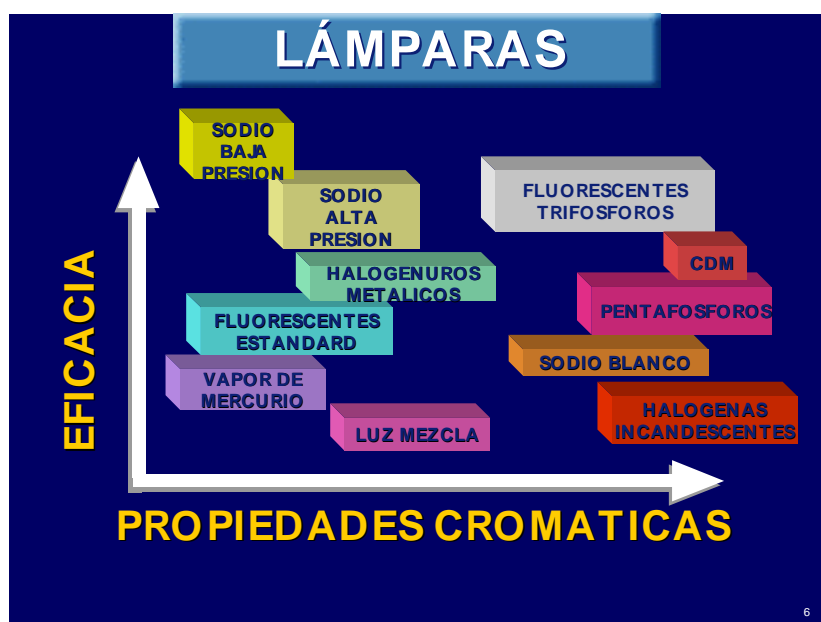 LÁMPARAS
SODIO
BAJA
PRESION
SODIO
ALTA
PRESION
FLUORESCENTES
TRIFOSFOROS
CDM
HALOGENUROS
METALICOS
PENTAFOSFOROS
FLUORESCENTES
ESTANDARD
SODIO BLANCO
VAPOR DE
MERCURIO
HALOGENAS
INCANDESCENTES
LUZ MEZCLA
EFICACIA
PROPIEDADES CROMATICAS
6